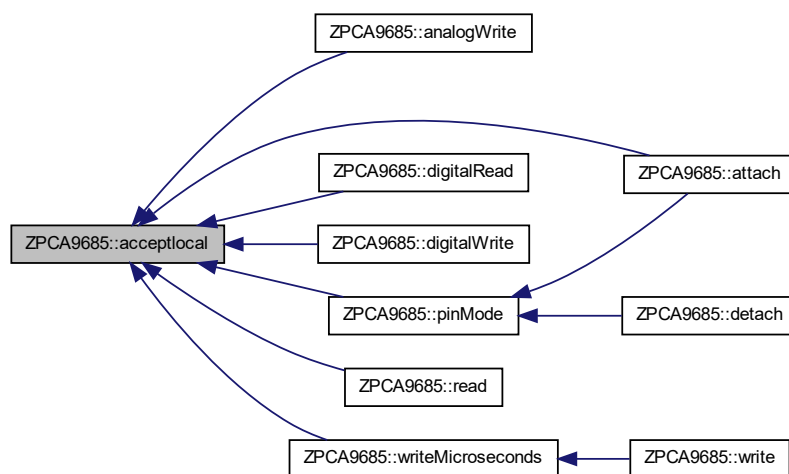 ZPCA9685::analogWrite
ZPCA9685::attach
ZPCA9685::digitalRead
ZPCA9685::acceptlocal
ZPCA9685::digitalWrite
ZPCA9685::pinMode
ZPCA9685::detach
ZPCA9685::read
ZPCA9685::writeMicroseconds
ZPCA9685::write